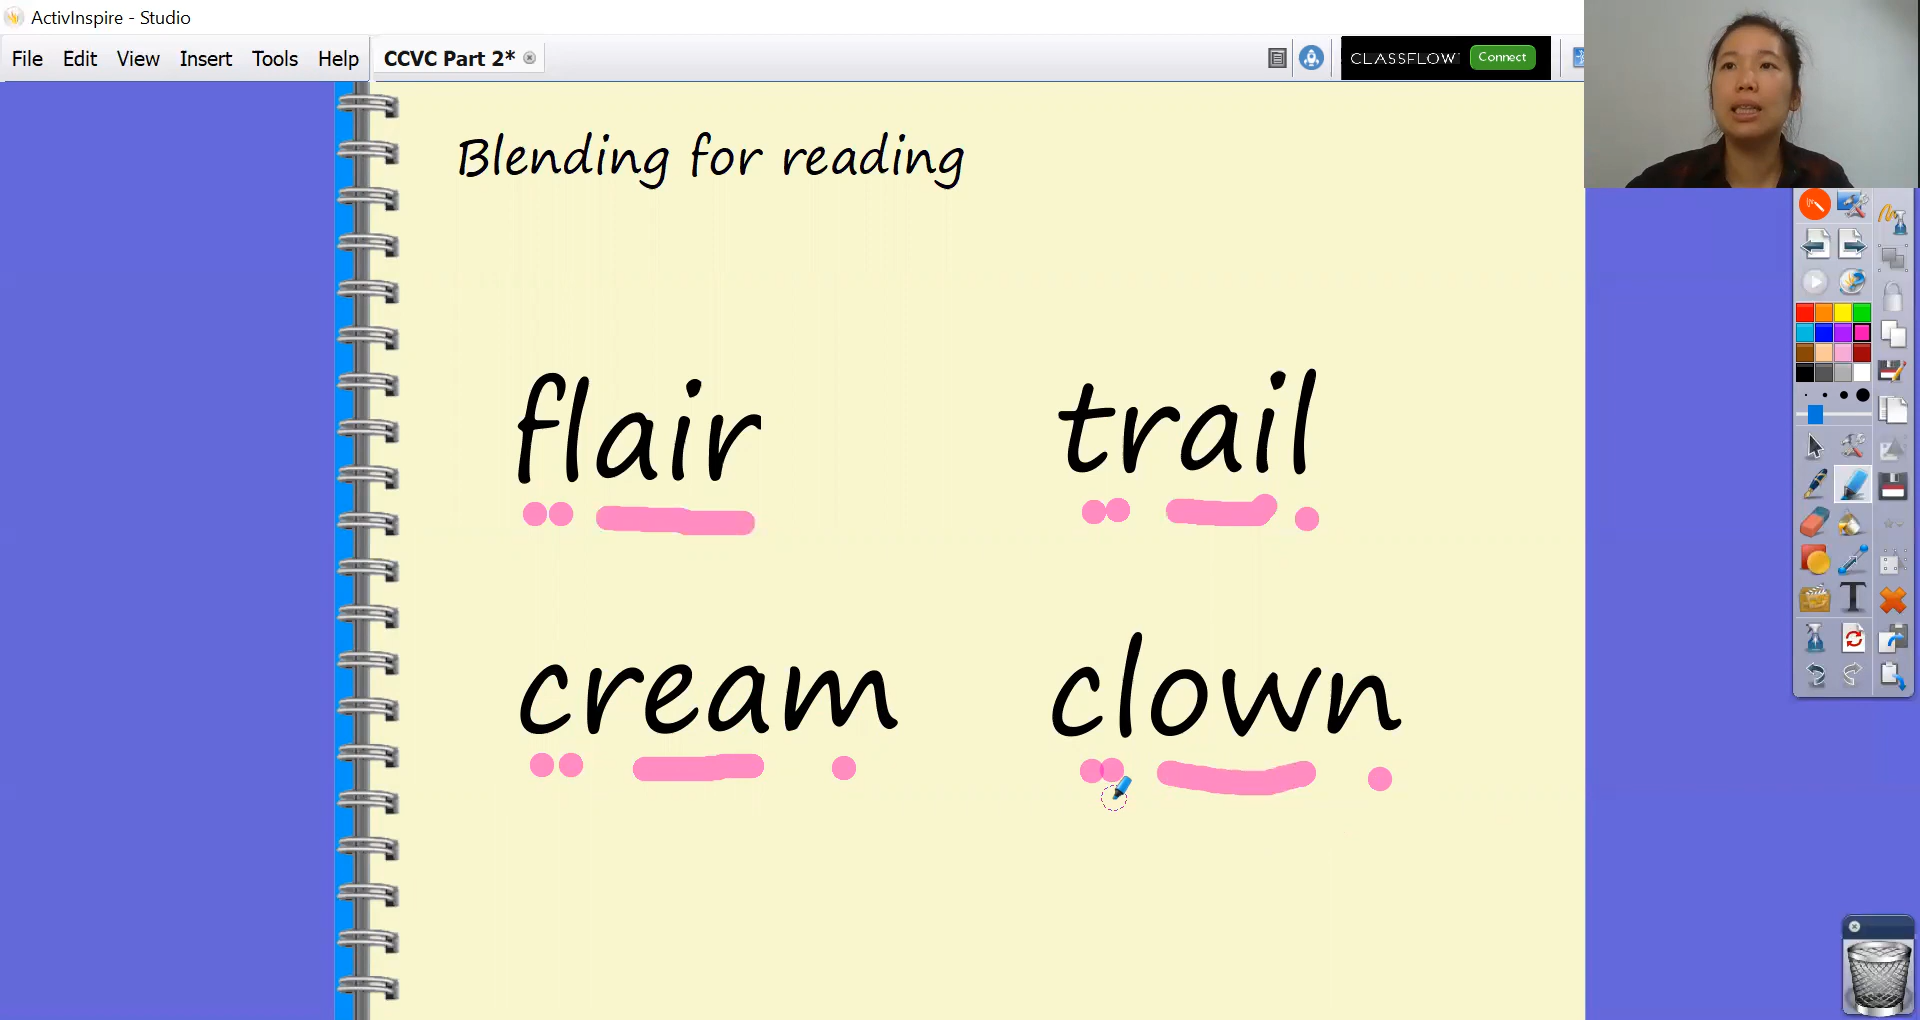 ActivInspire - Studio
File Edit View Insert Tools Help CCVC Part 2* CLASSFLOW Connect
Blending for reading
flair trail
cream clown